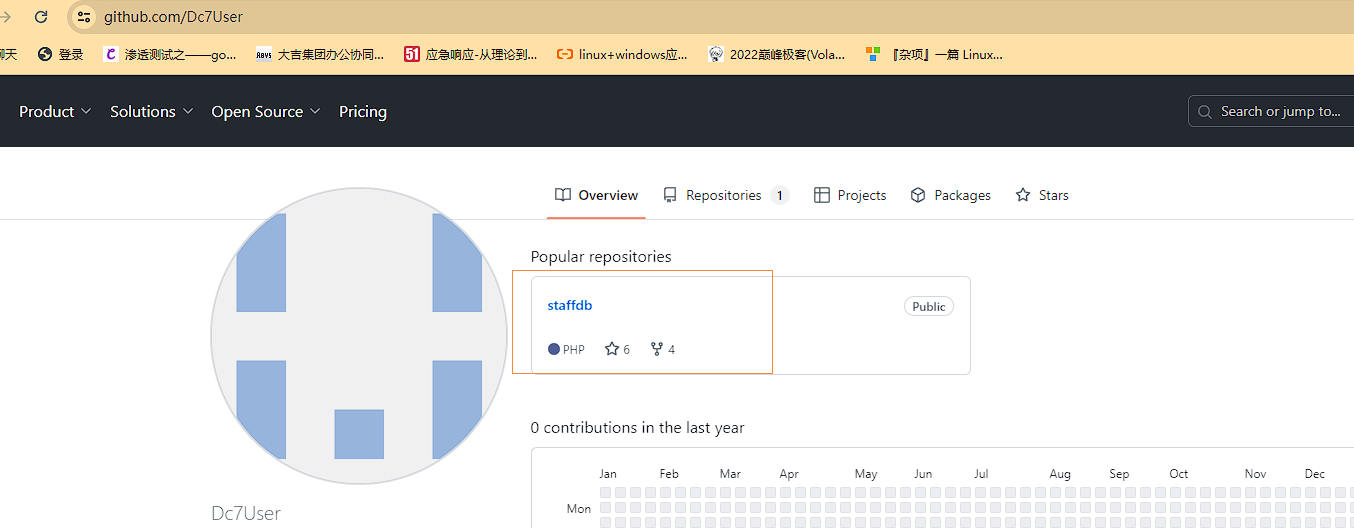 github.com/Dc7User
聊天 登录 渗透测试之——go... 大吉集团办公协同... 应急响应-从理论到... linux+windows应... 2022巅峰极客(Vola... 『杂项』一篇 Linux...
Product Solutions Open Source Pricing Search or jump to...
Overview Repositories 1 Projects Packages Stars
Popular repositories
staffdb Public
PHP 6 4
0 contributions in the last year
Jan Feb Mar Apr May Jun Jul Aug Sep Oct Nov Dec
Mon
Dc7User